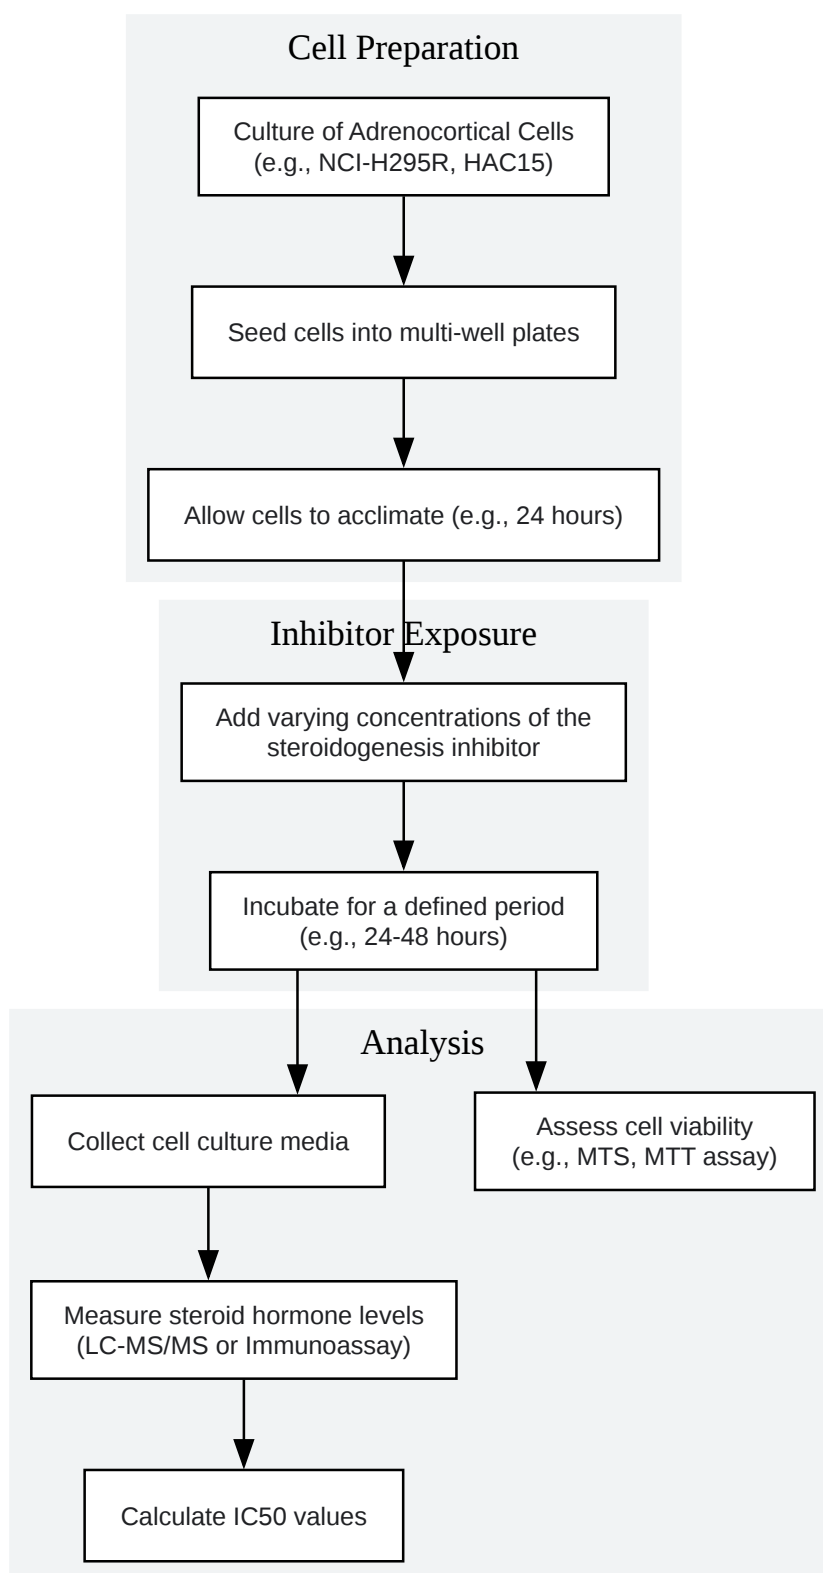 Cell Preparation
Culture of Adrenocortical Cells
(e.g., NCI-H295R, HAC15)
Seed cells into multi-well plates
Allow cells to acclimate (e.g., 24 hours)
Inhibitor Exposure
Add varying concentrations of the
steroidogenesis inhibitor
Incubate for a defined period
(e.g., 24-48 hours)
Analysis
Collect cell culture media
Assess cell viability
(e.g., MTS, MTT assay)
Measure steroid hormone levels
(LC-MS/MS or Immunoassay)
Calculate IC50 values